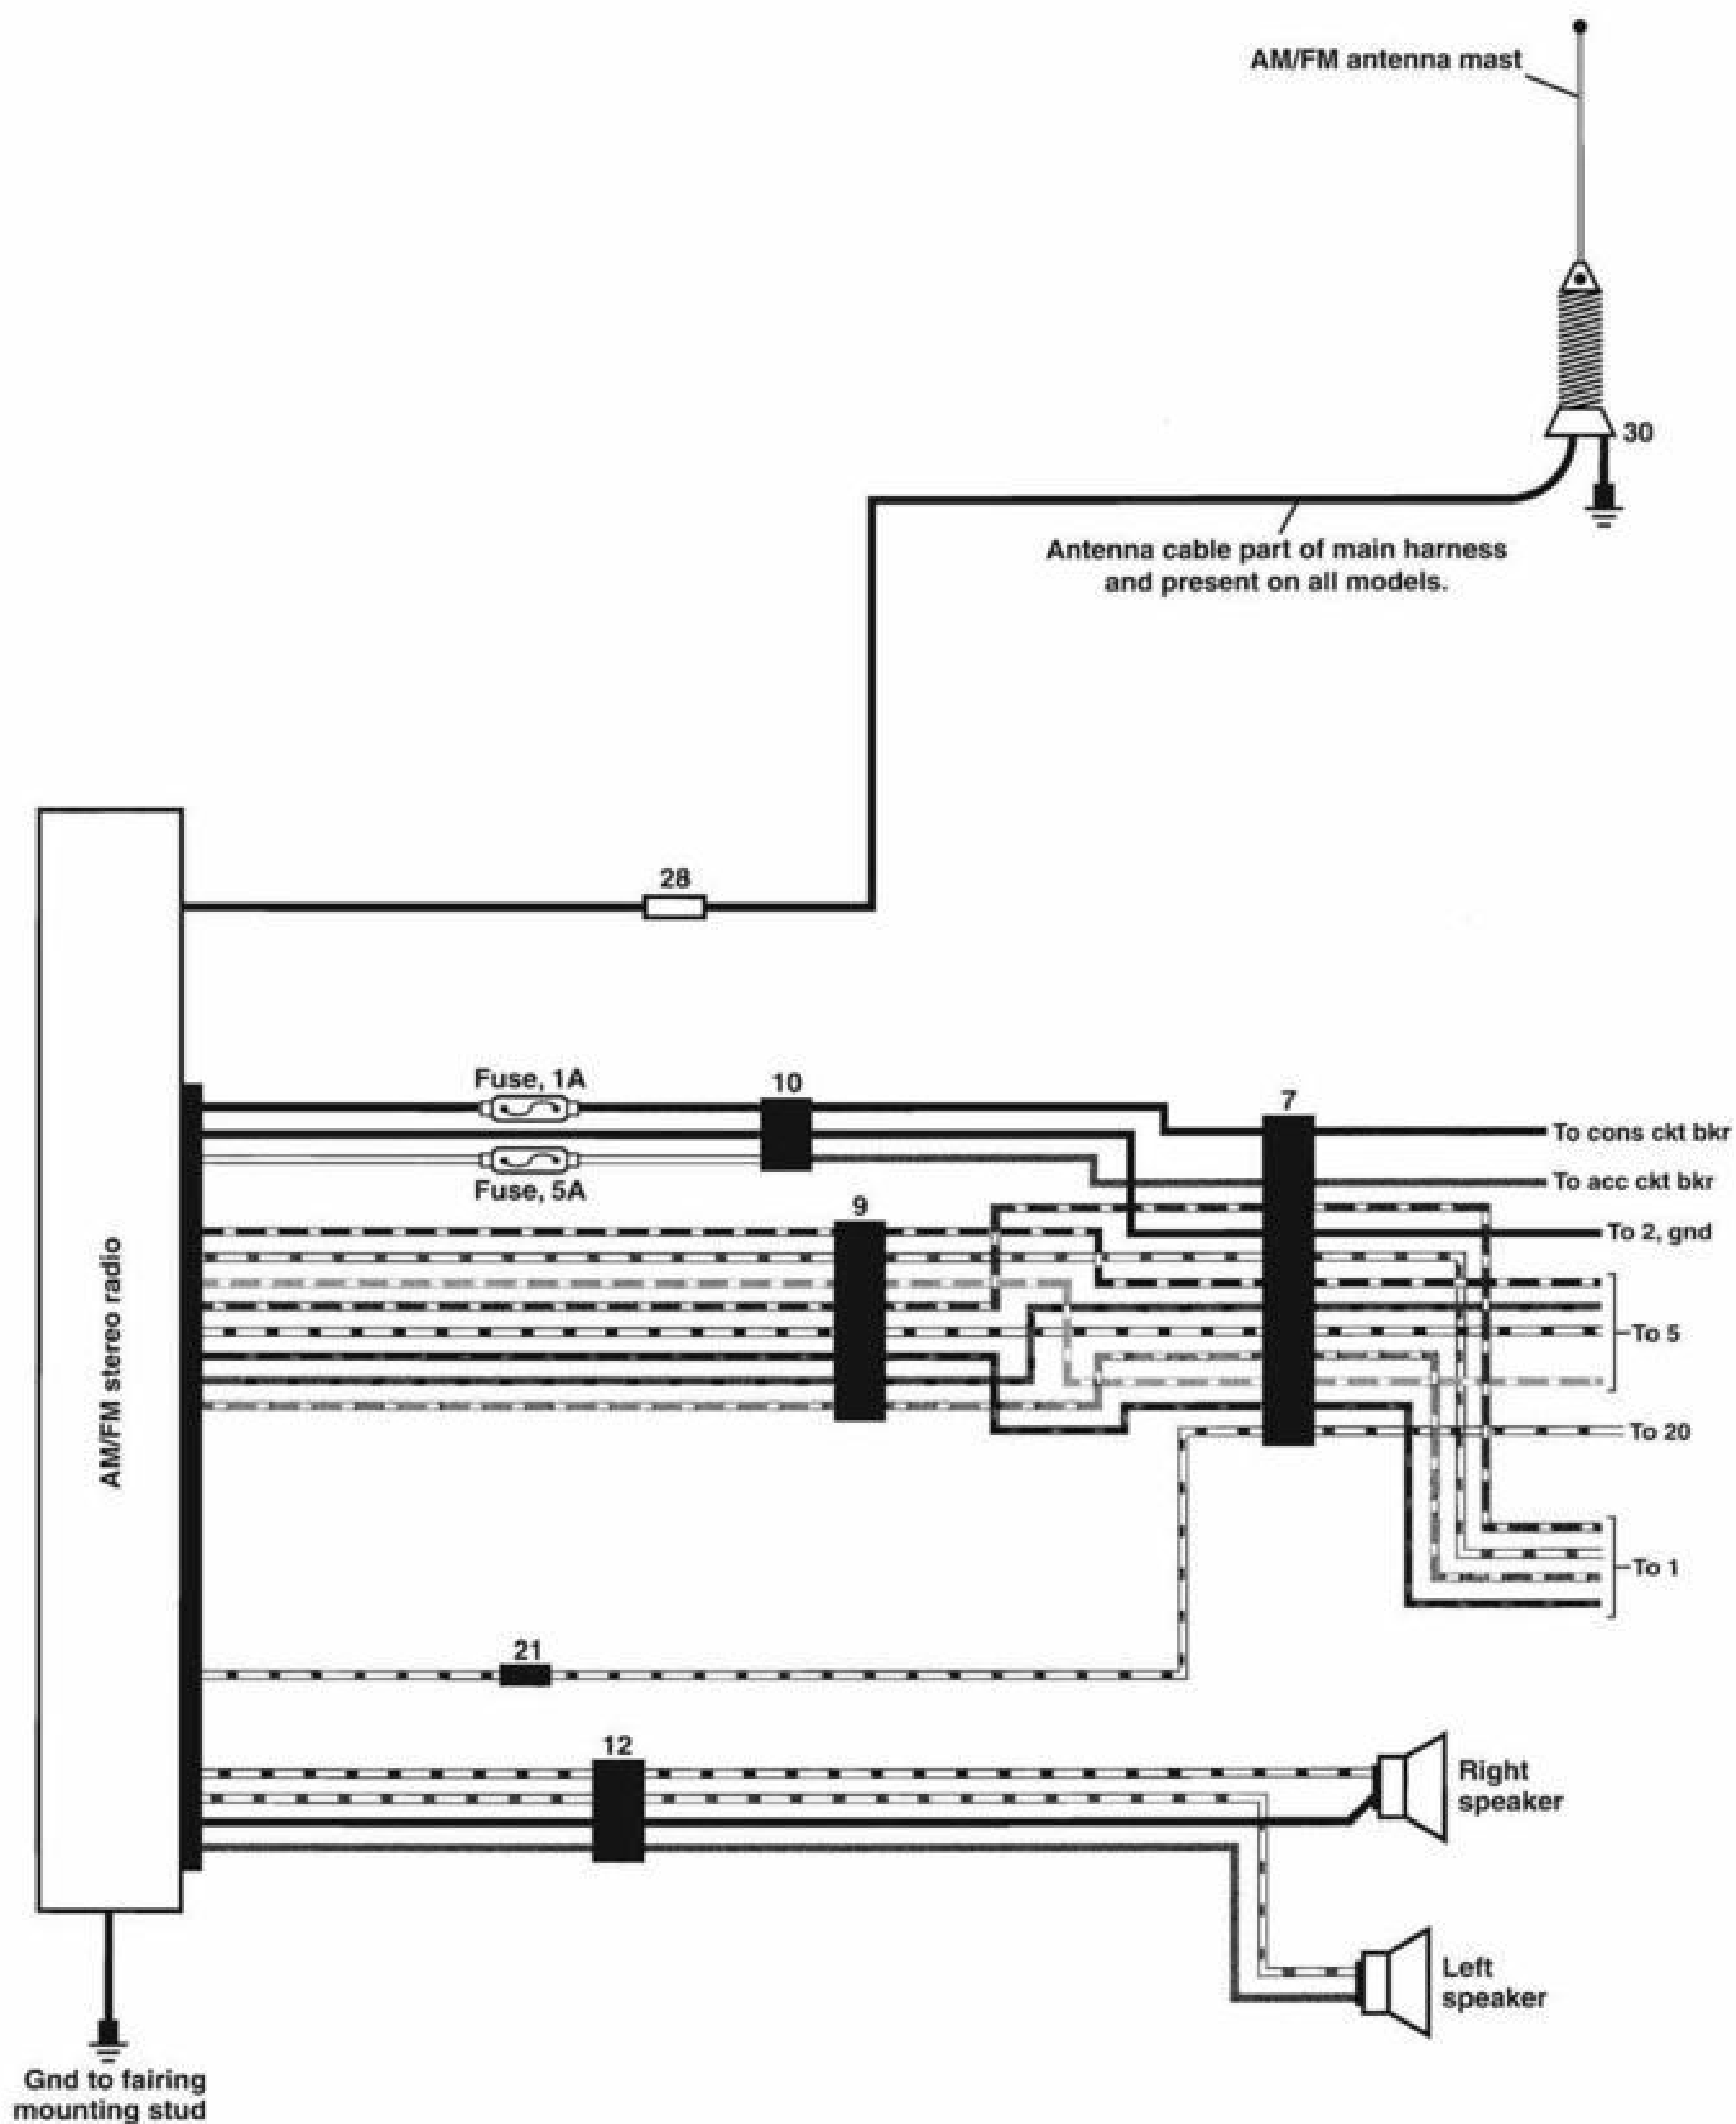 AM/FM antenna mast
30
Antenna cable part of main harness
and present on all models.
28
Fuse, 1A
10
7
To cons ckt bkr
To acc ckt bkr
Fuse, 5A
9
To 2, gnd
To 5
AM/FM stereo radio
To 20
To 1
21
12
Right
speaker
Left
speaker
Gnd to fairing
mounting stud